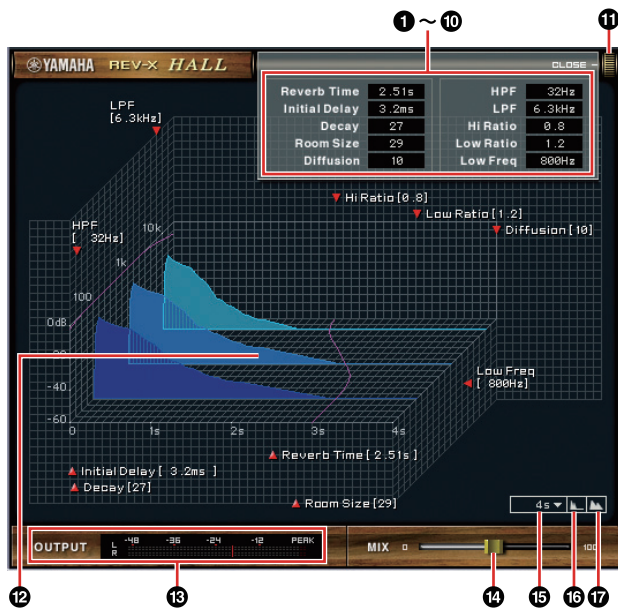 ❶～❿
⓫
YAMAHA REV-X HALL
CLOSE -
Reverb Time 2.51s HPF 32Hz
Initial Delay 3.2ms LPF 6.3kHz
Decay 27 Hi Ratio 0.8
Room Size 29 Low Ratio 1.2
Diffusion 10 Low Freq 800Hz
LPF
[6.3kHz]
Hi Ratio [0.8]
Low Ratio [1.2]
Diffusion [10]
HPF
[ 32Hz]
10k
1k
100
0dB
-20
-40
-60
0 1s 2s 3s 4s
Low Freq
[ 800Hz]
Reverb Time [ 2.51s ]
Initial Delay [ 3.2ms ]
Decay [27]
Room Size [29]
4s
OUTPUT L R -48 -36 -24 -12 PEAK
MIX 0 100
⓬ ⓭ ⓮ ⓯ ⓰ ⓱